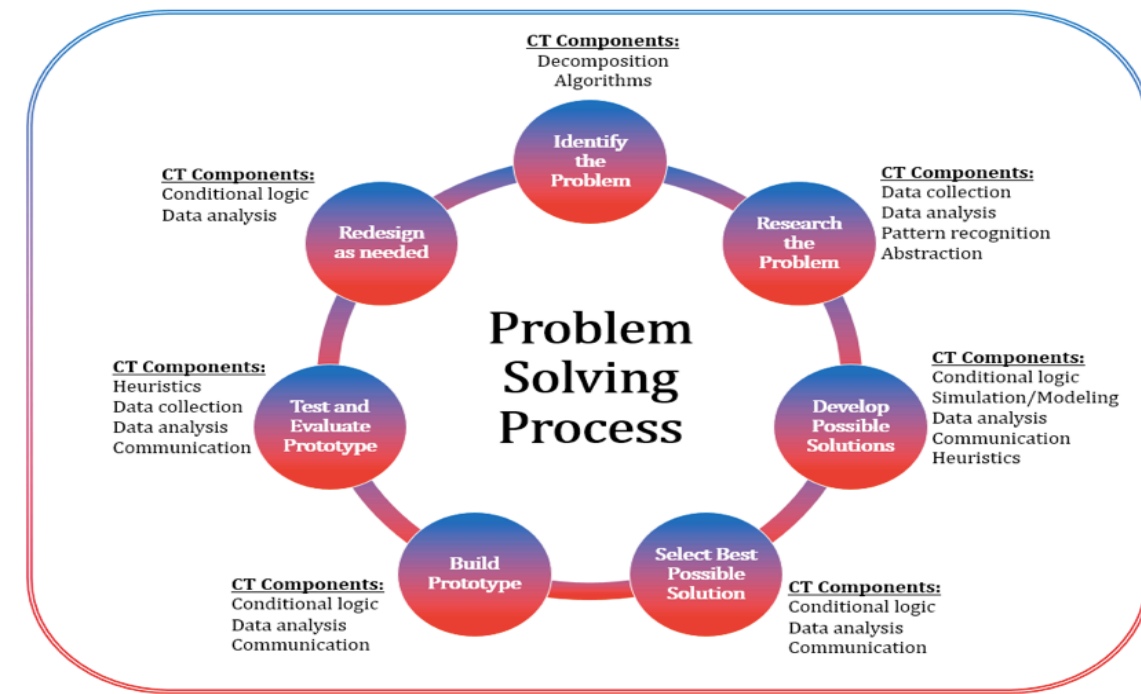 CT Components:
Decomposition
Algorithms
Identify
the
Problem
CT Components:
Data collection
Data analysis
Pattern recognition
Abstraction
Research
the
Problem
CT Components:
Conditional logic
Simulation/Modeling
Data analysis
Communication
Heuristics
Develop
Possible
Solutions
CT Components:
Conditional logic
Data analysis
Communication
Select Best
Possible
Solution
CT Components:
Conditional logic
Data analysis
Communication
Build
Prototype
CT Components:
Heuristics
Data collection
Data analysis
Communication
Test and
Evaluate
Prototype
CT Components:
Conditional logic
Data analysis
Redesign
as needed
Problem
Solving
Process